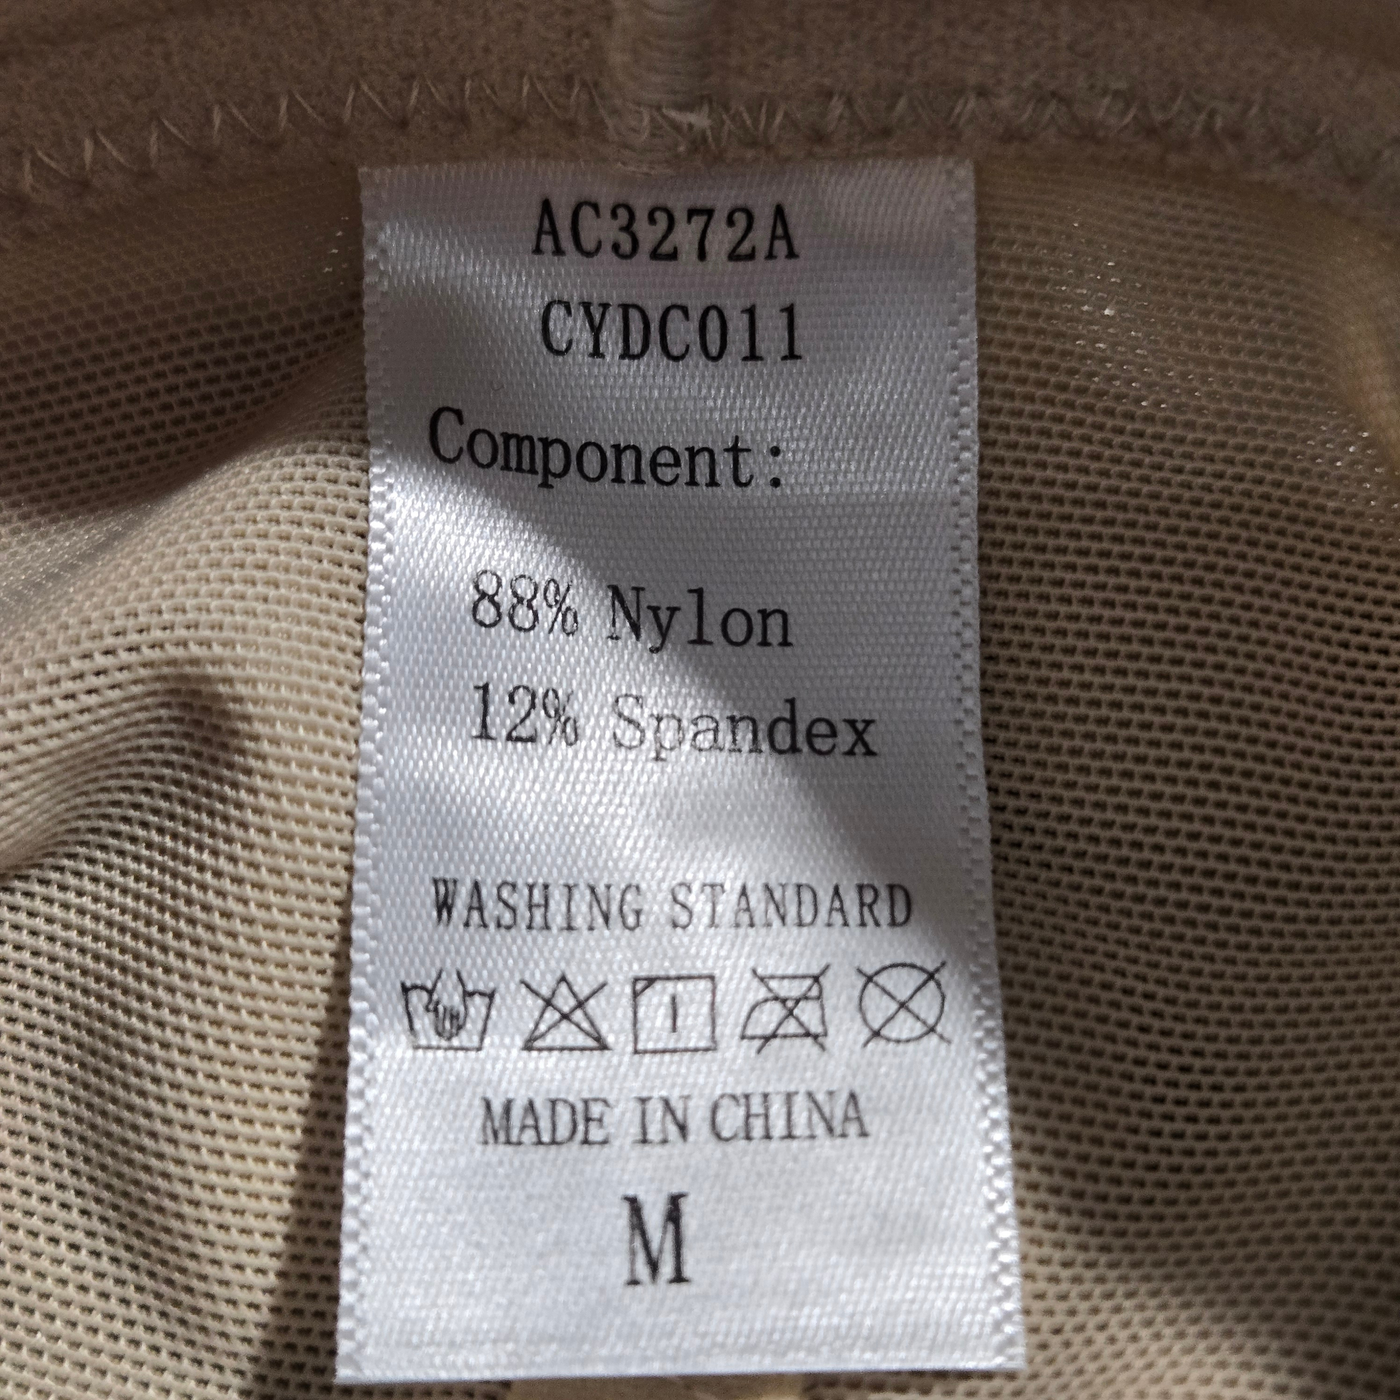 AC3272A
CYDC011
Component:
88% Nylon
12% Spandex
WASHING STANDARD
MADE IN CHINA
M